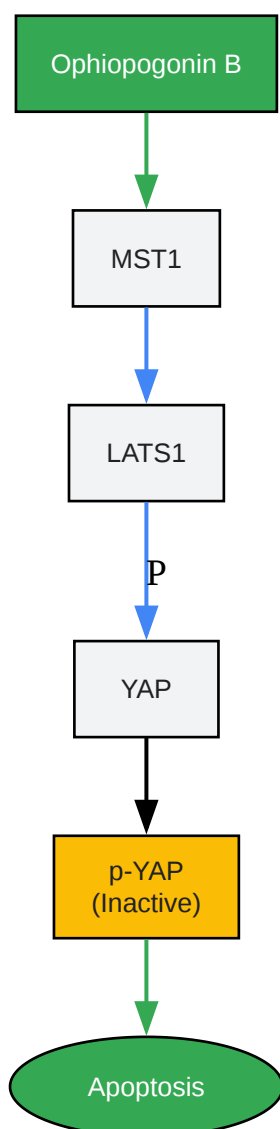 Ophiopogonin B
MST1
LATS1
P
YAP
p-YAP
(Inactive)
Apoptosis